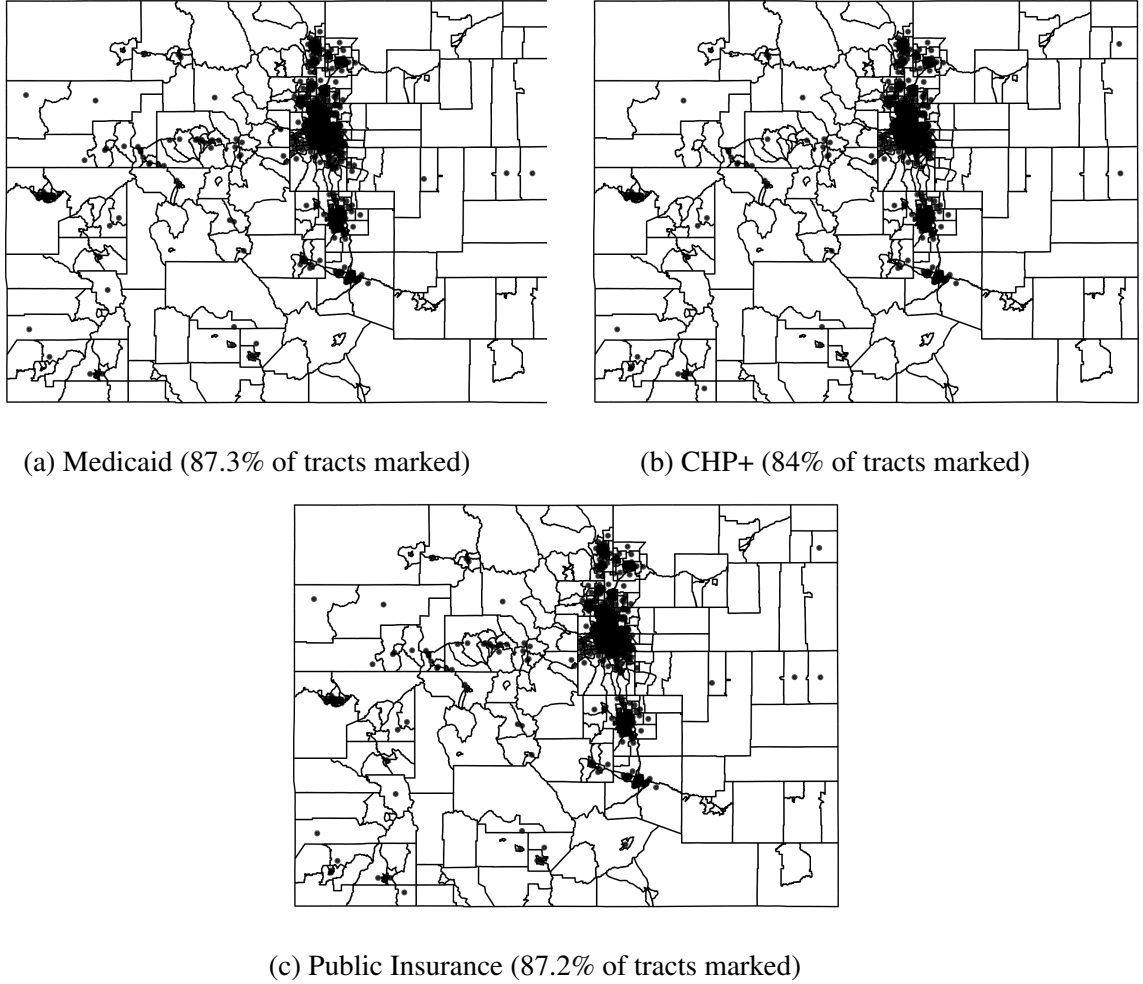 (a) Medicaid (87.3% of tracts marked)
(b) CHP+ (84% of tracts marked)
(c) Public Insurance (87.2% of tracts marked)